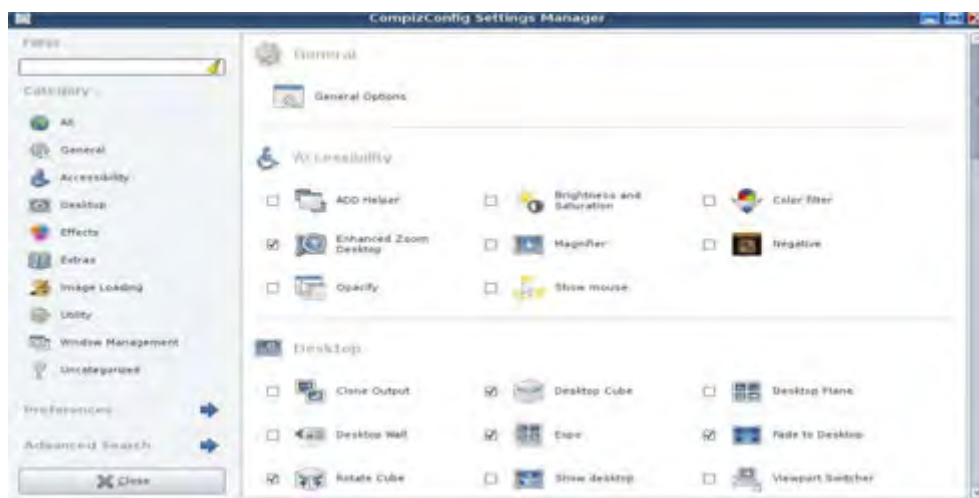 CompizConfig Settings Manager
Filter
Category
All
General
Accessibility
Desktop
Effects
Extras
Image Loading
Utility
Window Management
Uncategorized
Preferences
Advanced Search
Close
General
General Options
Accessibility
ADD Helper
Brightness and
Saturation
Color filter
Enhanced Zoom
Desktop
Magnifier
Negative
Opacify
Show mouse
Desktop
Clone Output
Desktop Cube
Desktop Plane
Desktop Wall
Expo
Fade to Desktop
Rotate Cube
Show desktop
Viewport Switcher